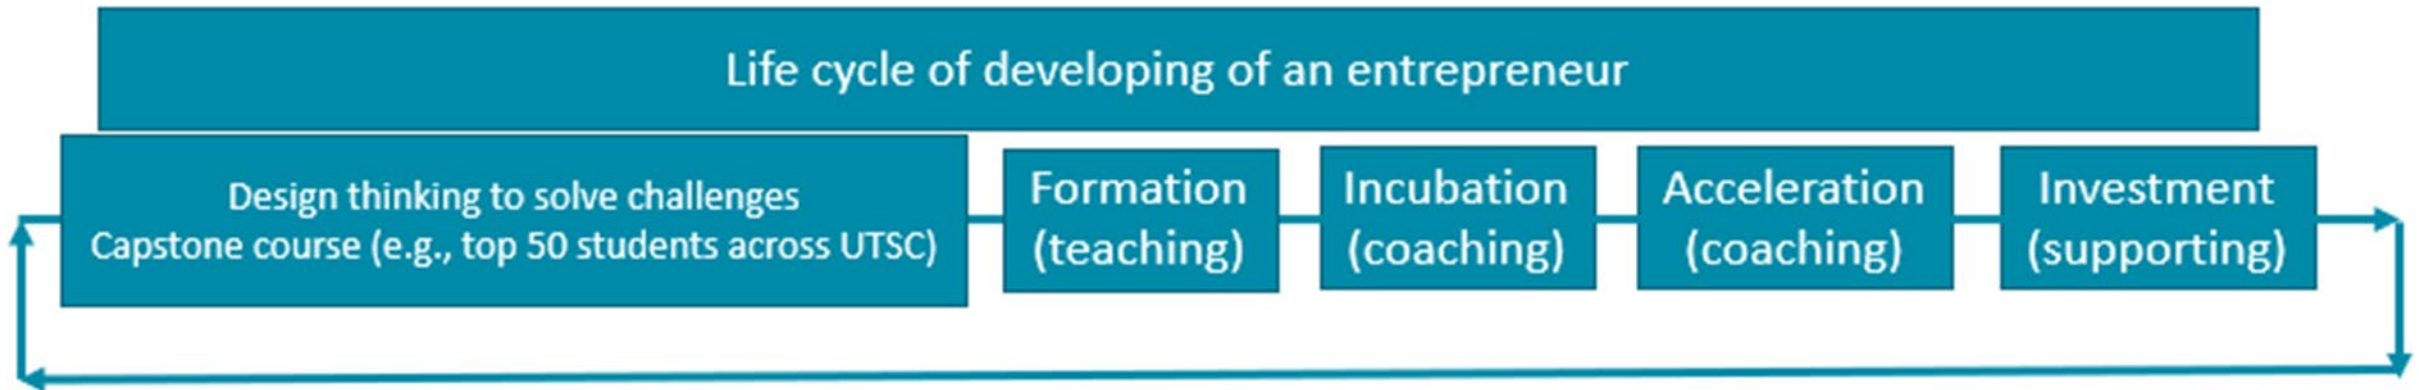 Life cycle of developing of an entrepreneur
Design thinking to solve challenges
Capstone course (e.g., top 50 students across UTSC)
Formation
(teaching)
Incubation
(coaching)
Acceleration
(coaching)
Investment
(supporting)